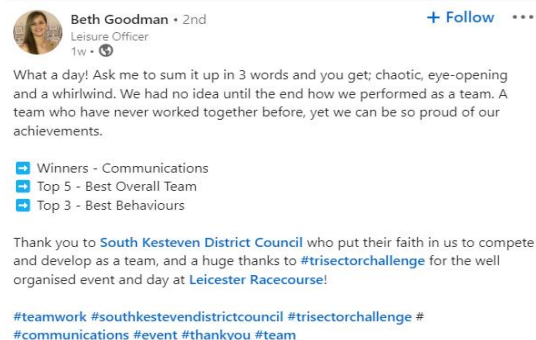 Beth Goodman • 2nd
+ Follow •••
Leisure Officer
1w •
What a day! Ask me to sum it up in 3 words and you get; chaotic, eye-opening
and a whirlwind. We had no idea until the end how we performed as a team. A
team who have never worked together before, yet we can be so proud of our
achievements.
➡ Winners - Communications
➡ Top 5 - Best Overall Team
➡ Top 3 - Best Behaviours
Thank you to South Kesteven District Council who put their faith in us to compete
and develop as a team, and a huge thanks to #trisectorchallenge for the well
organised event and day at Leicester Racecourse!
#teamwork #southkestevendistrictcouncil #trisectorchallenge #
#communications #event #thankyou #team